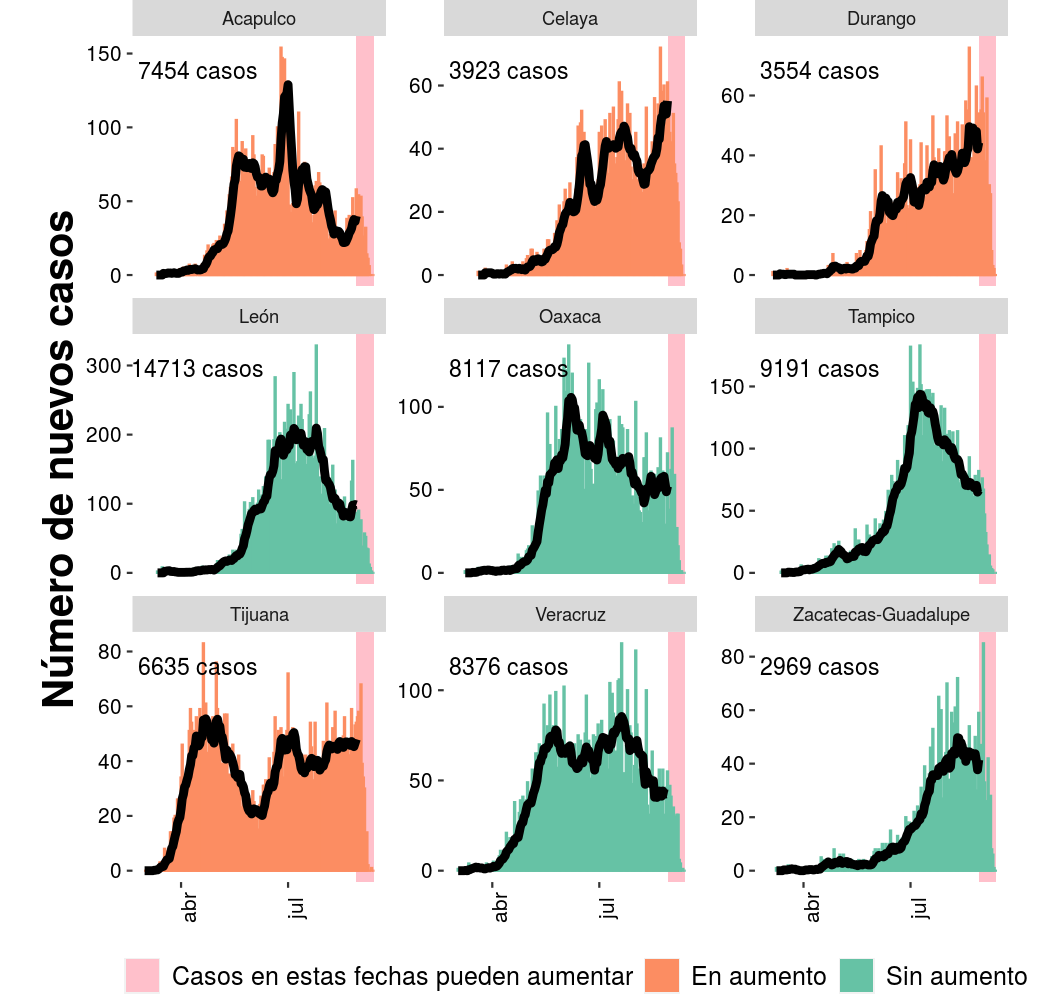 Número de nuevos casos
Acapulco
7454 casos
150
100
50
0
Celaya
3923 casos
60
40
20
0
Durango
3554 casos
60
40
20
0
León
14713 casos
300
200
100
0
Oaxaca
8117 casos
100
50
0
Tampico
9191 casos
150
100
50
0
Tijuana
6635 casos
80
60
40
20
0
abr
jul
Veracruz
8376 casos
100
50
0
abr
jul
Zacatecas-Guadalupe
2969 casos
80
60
40
20
0
abr
jul
Casos en estas fechas pueden aumentar
En aumento
Sin aumento